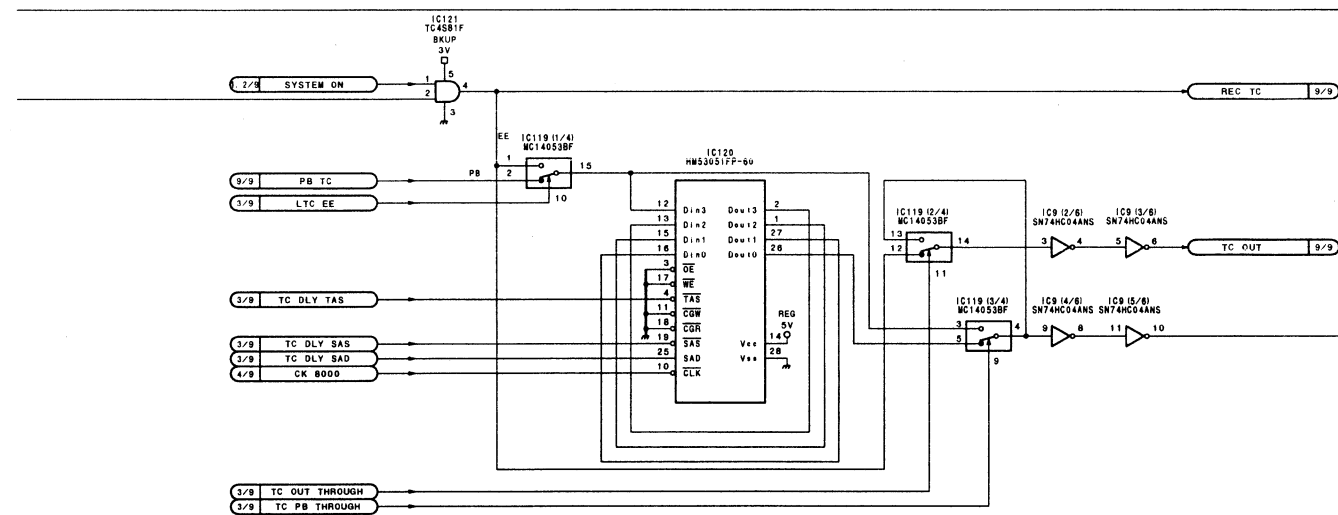 IC121
TC4S81F
BKUP
3V
5
1. 2/9 SYSTEM ON
1
2
4
3
REC TC 9/9
EE
IC119 (1/4)
MC14053BF
1
2
15
10
PB
9/9 PB TC
3/9 LTC EE
IC120
HM53051FP-60
12 Din3 Dout3 2
13 Din2 Dout2 1
15 Din1 Dout1 27
16 Din0 Dout0 26
3 OE
17 WE
4 TAS
11 CGW
18 CGR
19 SAS
25 SAD
10 CLK
REG
5V
Vcc 14
Vss 28
3/9 TC DLY TAS
3/9 TC DLY SAS
3/9 TC DLY SAD
4/9 CK 8000
IC119 (2/4)
MC14053BF
13
12
14
11
IC9 (2/6)
SN74HC04ANS
3 4
IC9 (3/6)
SN74HC04ANS
5 6
TC OUT 9/9
IC119 (3/4)
MC14053BF
3
5
4
9
IC9 (4/6)
SN74HC04ANS
9 8
IC9 (5/6)
SN74HC04ANS
11 10
3/9 TC OUT THROUGH
3/9 TC PB THROUGH